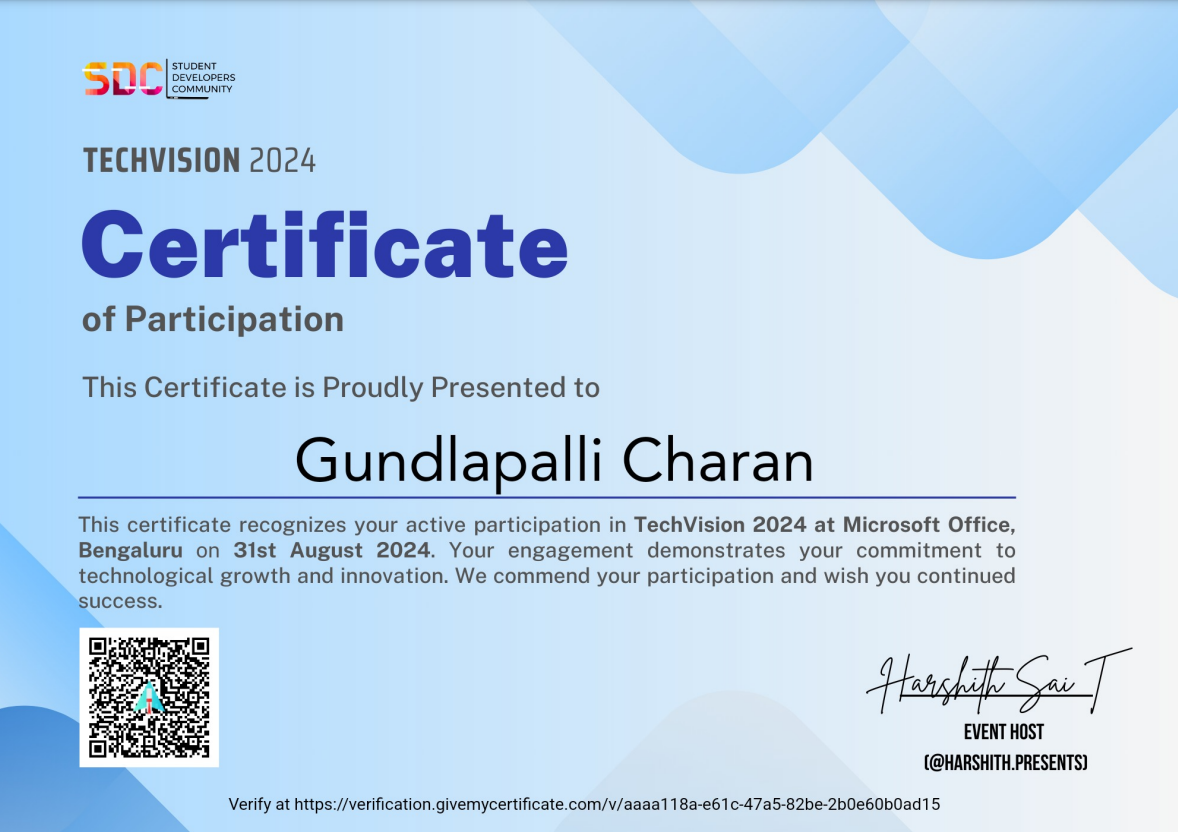 SDC
STUDENT
DEVELOPERS
COMMUNITY
TECHVISION 2024
Certificate
of Participation
This Certificate is Proudly Presented to
Gundlapalli Charan
This certificate recognizes your active participation in TechVision 2024 at Microsoft Office,
Bengaluru on 31st August 2024. Your engagement demonstrates your commitment to
technological growth and innovation. We commend your participation and wish you continued
success.
Harshith Sai T
EVENT HOST
(@HARSHITH.PRESENTS)
Verify at https://verification.givemycertificate.com/v/aaaa118a-e61c-47a5-82be-2b0e60b0ad15